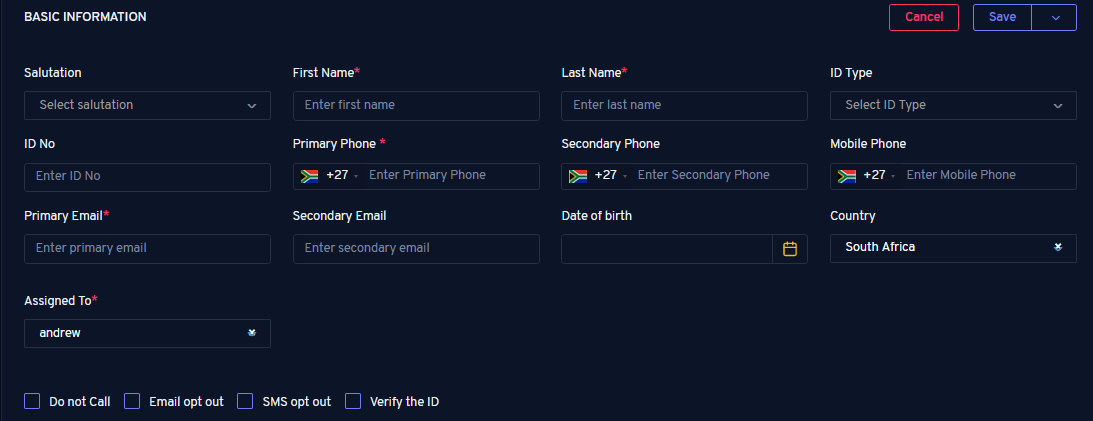 BASIC INFORMATION Cancel Save
Salutation First Name* Last Name* ID Type
Select salutation Enter first name Enter last name Select ID Type
ID No Primary Phone * Secondary Phone Mobile Phone
Enter ID No +27 Enter Primary Phone +27 Enter Secondary Phone +27 Enter Mobile Phone
Primary Email* Secondary Email Date of birth Country
Enter primary email Enter secondary email South Africa
Assigned To*
andrew
Do not Call Email opt out SMS opt out Verify the ID